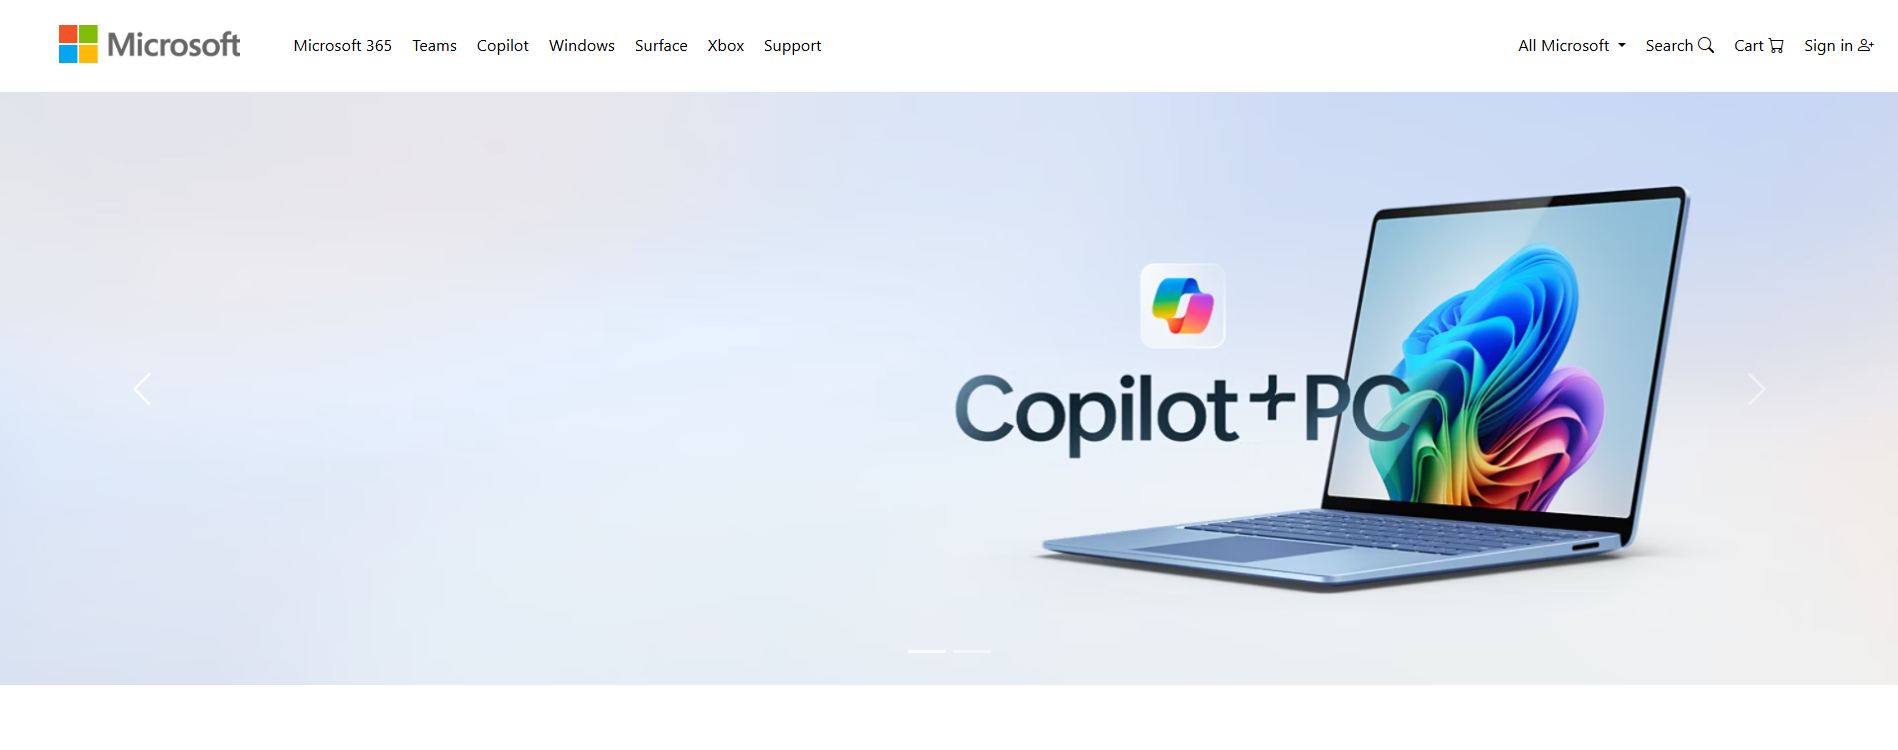 Microsoft
Microsoft 365 Teams Copilot Windows Surface Xbox Support
All Microsoft Search Cart Sign in
Copilot+PC